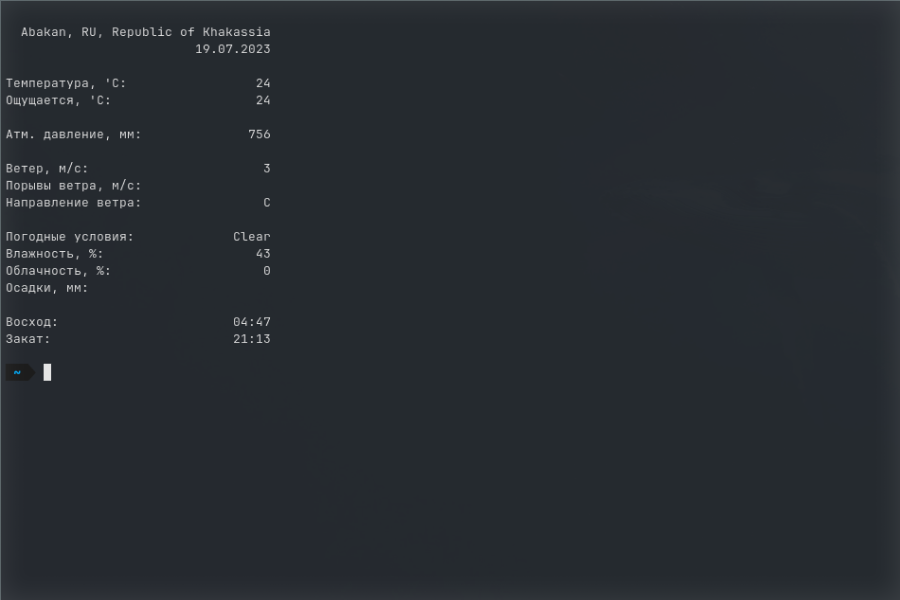 Abakan, RU, Republic of Khakassia
19.07.2023
Температура, 'C: 24
Ощущается, 'C: 24
Атм. давление, мм: 756
Ветер, м/с: 3
Порывы ветра, м/с:
Направление ветра: С
Погодные условия: Clear
Влажность, %: 43
Облачность, %: 0
Осадки, мм:
Восход: 04:47
Закат: 21:13
~